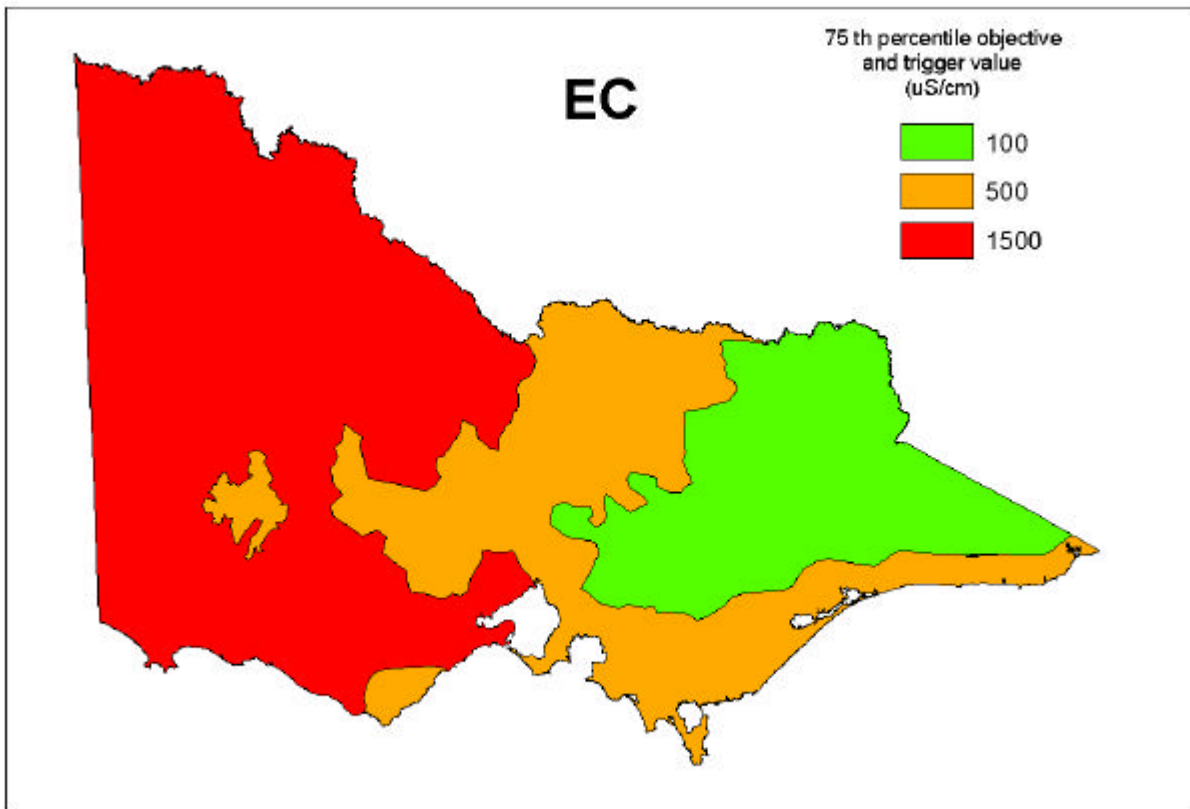 75 th percentile objective
and trigger value
(uS/cm)
EC
100
500
1500